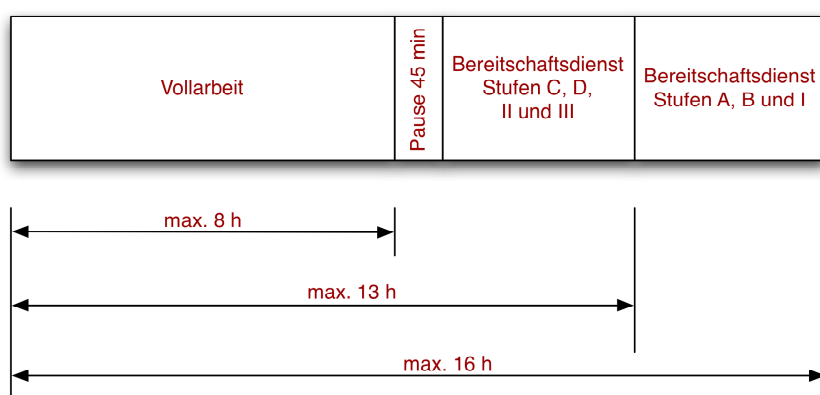 Vollarbeit
Pause 45 min
Bereitschaftsdienst
Stufen C, D,
II und III
Bereitschaftsdienst
Stufen A, B und I
max. 8 h
max. 13 h
max. 16 h